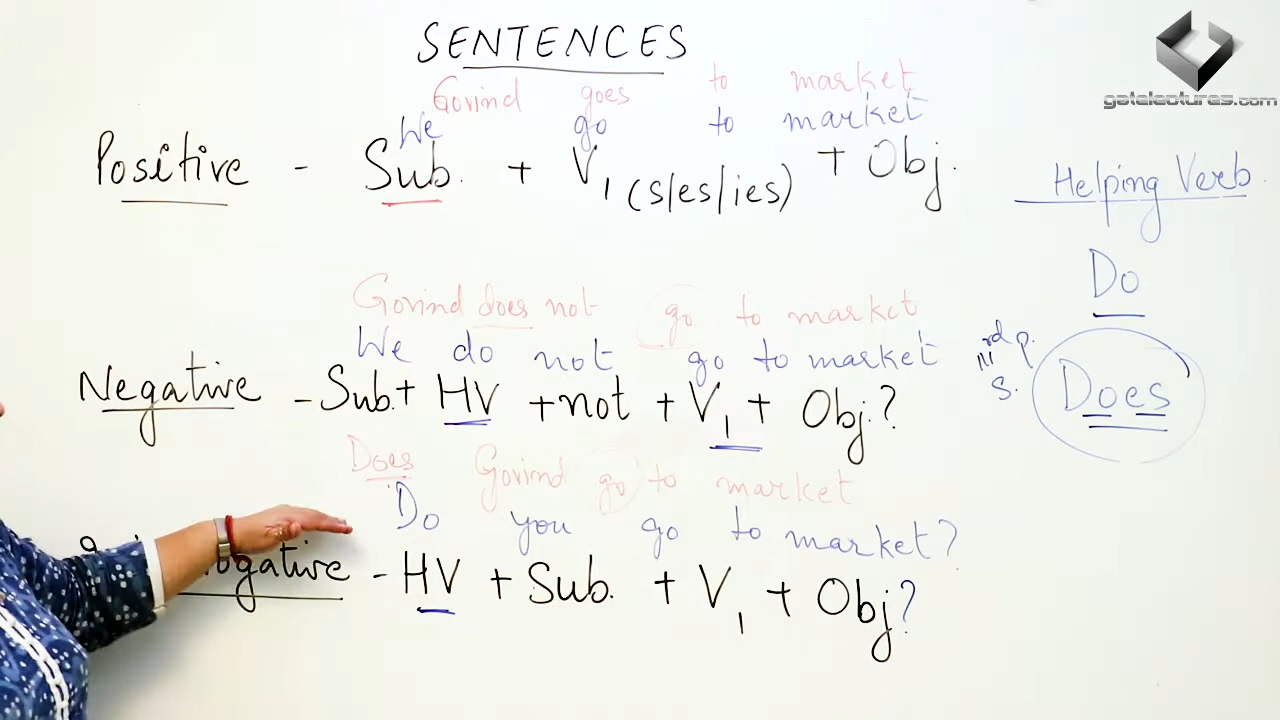 SENTENCES
gatelectures.com
Govind goes to market
We go to market
Positive - Sub. + V1 (s/es/ies) + Obj.
Helping Verb
Do
Govind does not go to market
We do not go to market
IIIrd p.
S.
Does
Negative - Sub + HV + not + V1 + Obj.?
Does Govind go to market
Do you go to market?
- HV + Sub. + V1 + Obj?